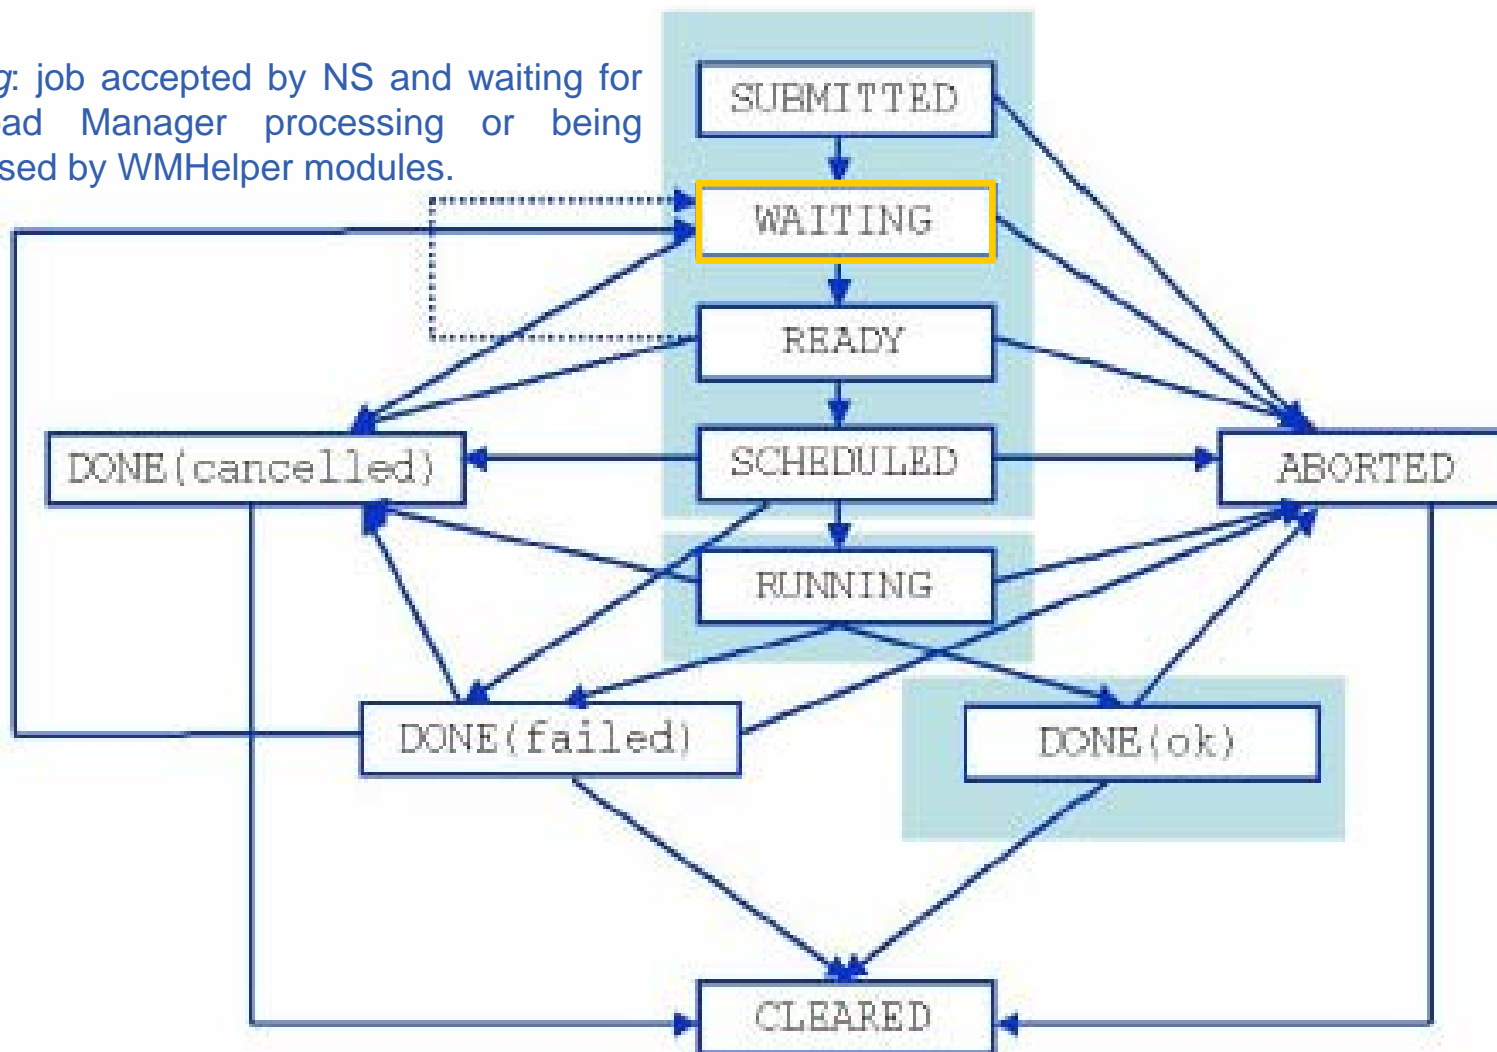 g: job accepted by NS and waiting for
ad Manager processing or being
sed by WMHelper modules.
SUBMITTED
WAITING
READY
SCHEDULED
DONE(cancelled)
ABORTED
RUNNING
DONE(failed)
DONE(ok)
CLEARED